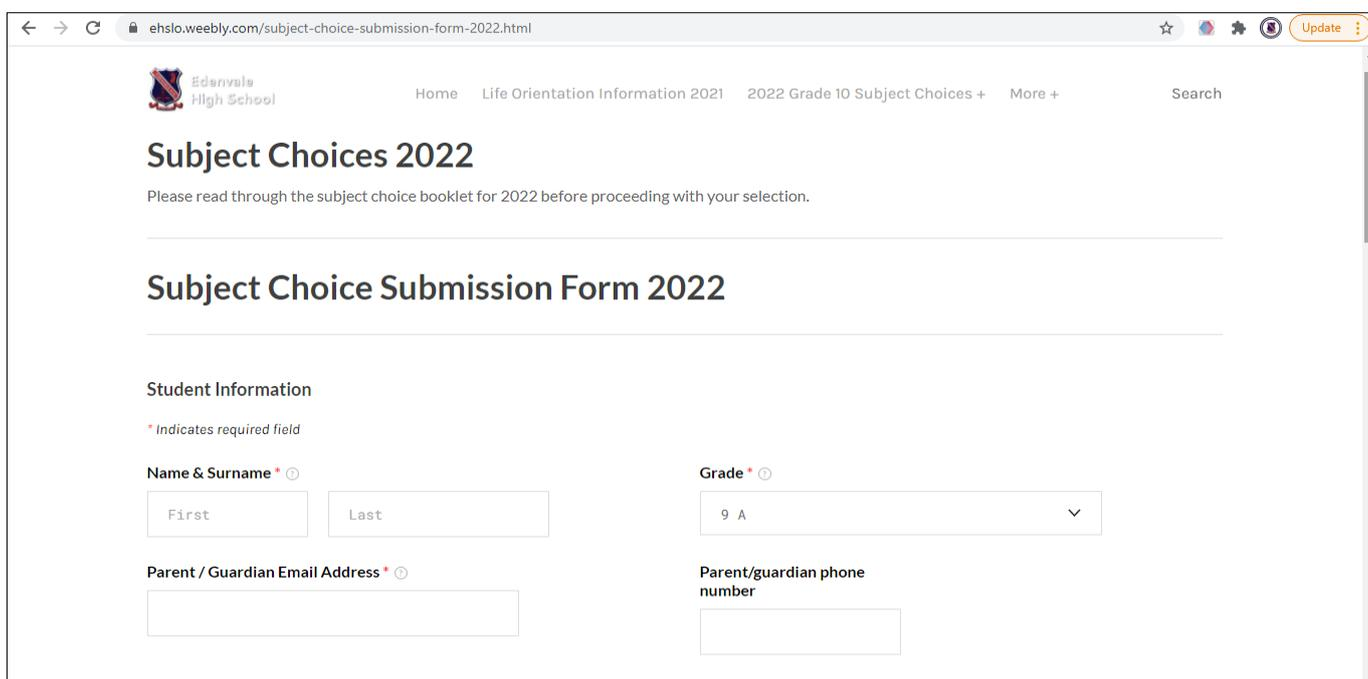 ehslo.weebly.com/subject-choice-submission-form-2022.html
Update
Edenvale
High School
Home Life Orientation Information 2021 2022 Grade 10 Subject Choices + More + Search
Subject Choices 2022
Please read through the subject choice booklet for 2022 before proceeding with your selection.
Subject Choice Submission Form 2022
Student Information
* Indicates required field
Name & Surname * ?
Grade * ?
First Last
9 A
Parent / Guardian Email Address * ?
Parent/guardian phone
number